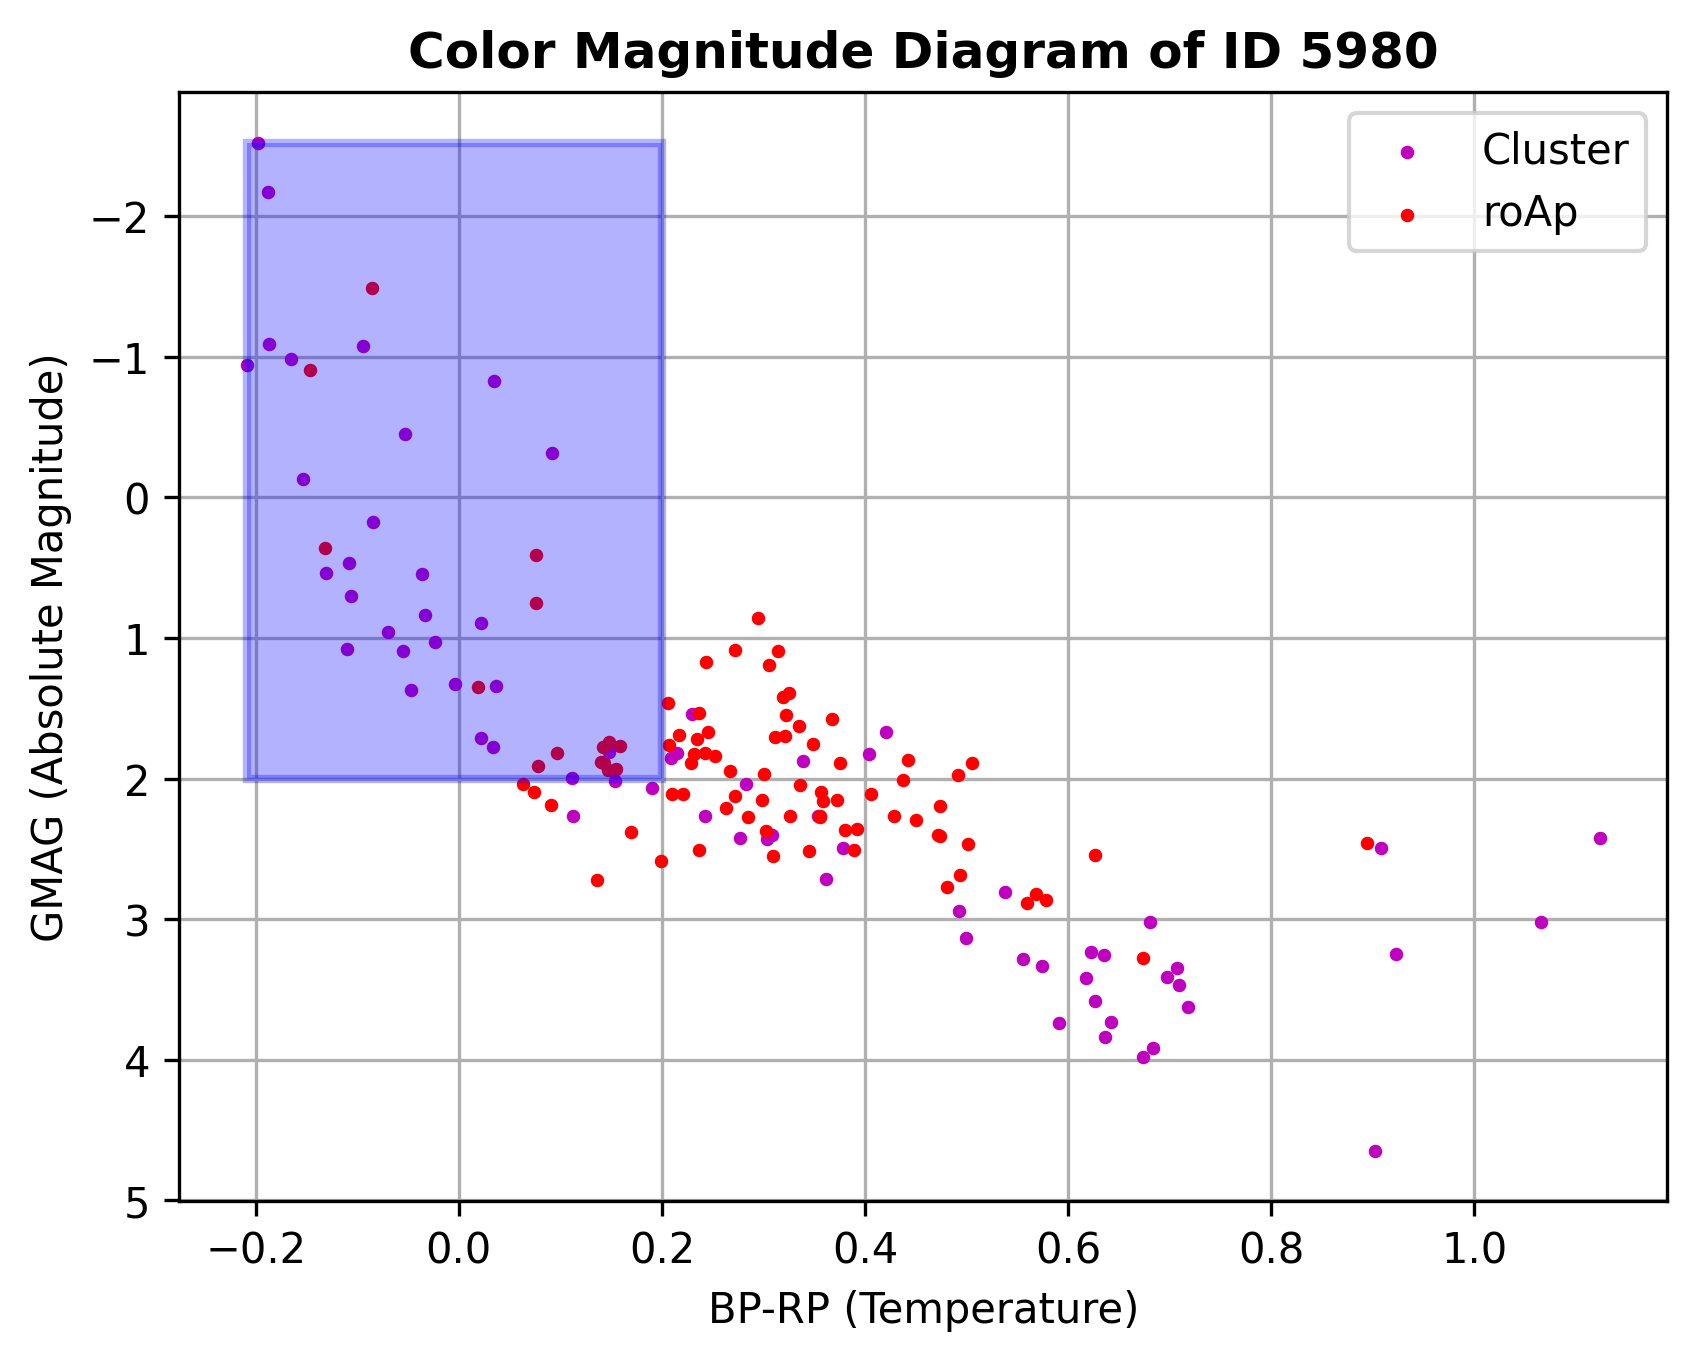 Color Magnitude Diagram of ID 5980
Cluster
roAp
GMAG (Absolute Magnitude)
−2
−1
0
1
2
3
4
5
−0.2 0.0 0.2 0.4 0.6 0.8 1.0
BP-RP (Temperature)